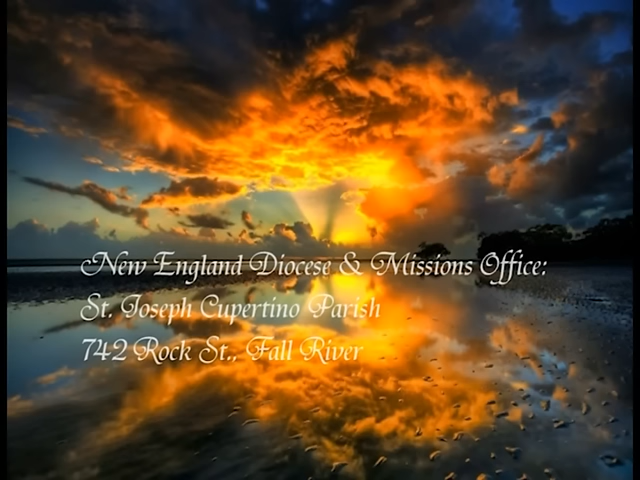 New England Diocese & Missions Office:
St. Joseph Cupertino Parish
742 Rock St., Fall River